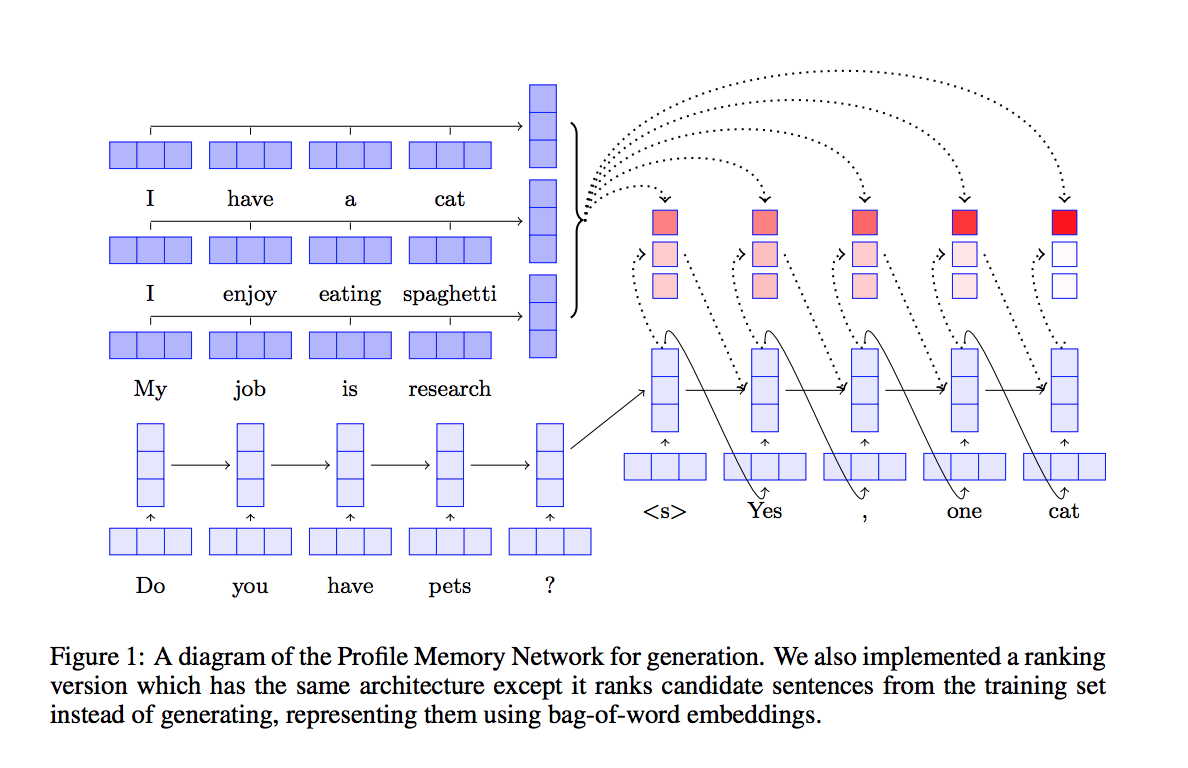 I have a cat
I enjoy eating spaghetti
My job is research
Do you have pets ?
<s> Yes , one cat
Figure 1: A diagram of the Profile Memory Network for generation. We also implemented a ranking
version which has the same architecture except it ranks candidate sentences from the training set
instead of generating, representing them using bag-of-word embeddings.